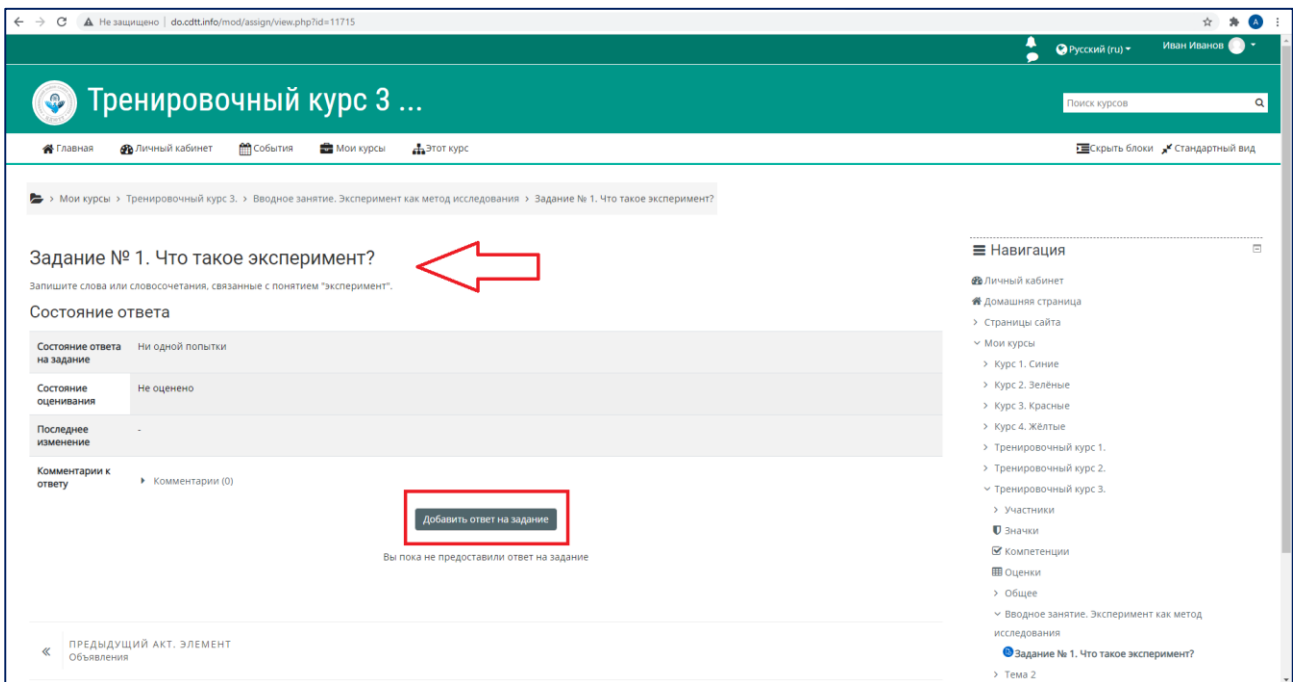 Не защищено | do.cdtt.info/mod/assign/view.php?id=11715
A
Русский (ru)
Иван Иванов
Тренировочный курс 3 ...
Поиск курсов
Главная Личный кабинет События Мои курсы Этот курс Скрыть блоки Стандартный вид
> Мои курсы > Тренировочный курс 3. > Вводное занятие. Эксперимент как метод исследования > Задание № 1. Что такое эксперимент?
Задание № 1. Что такое эксперимент?
Запишите слова или словосочетания, связанные с понятием "эксперимент".
Состояние ответа
Состояние ответа на задание
Ни одной попытки
Состояние оценивания
Не оценено
Последнее изменение
-
Комментарии к ответу
Комментарии (0)
Добавить ответ на задание
Вы пока не предоставили ответ на задание
ПРЕДЫДУЩИЙ АКТ. ЭЛЕМЕНТ
Объявления
Навигация
Личный кабинет
Домашняя страница
Страницы сайта
Мои курсы
Курс 1. Синие
Курс 2. Зелёные
Курс 3. Красные
Курс 4. Жёлтые
Тренировочный курс 1.
Тренировочный курс 2.
Тренировочный курс 3.
Участники
Значки
Компетенции
Оценки
Общее
Вводное занятие. Эксперимент как метод
исследования
Задание № 1. Что такое эксперимент?
Тема 2